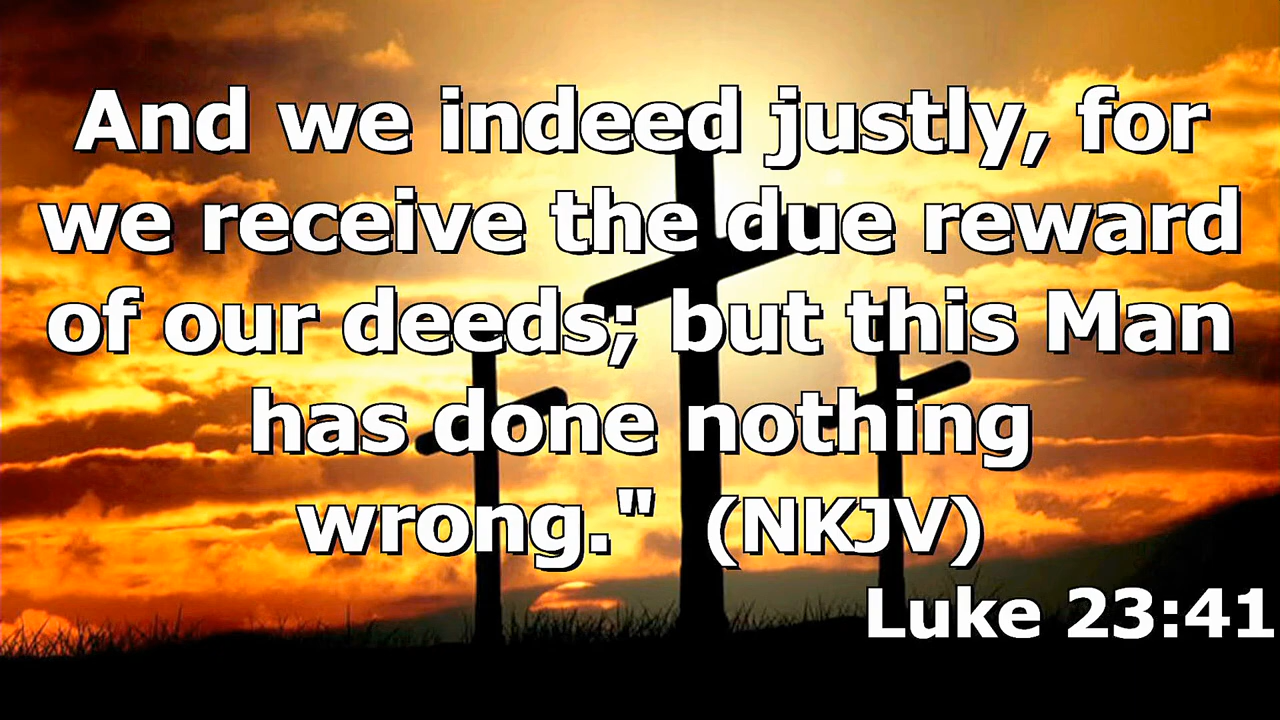 And we indeed justly, for
we receive the due reward
of our deeds; but this Man
has done nothing
wrong."  (NKJV)
Luke 23:41